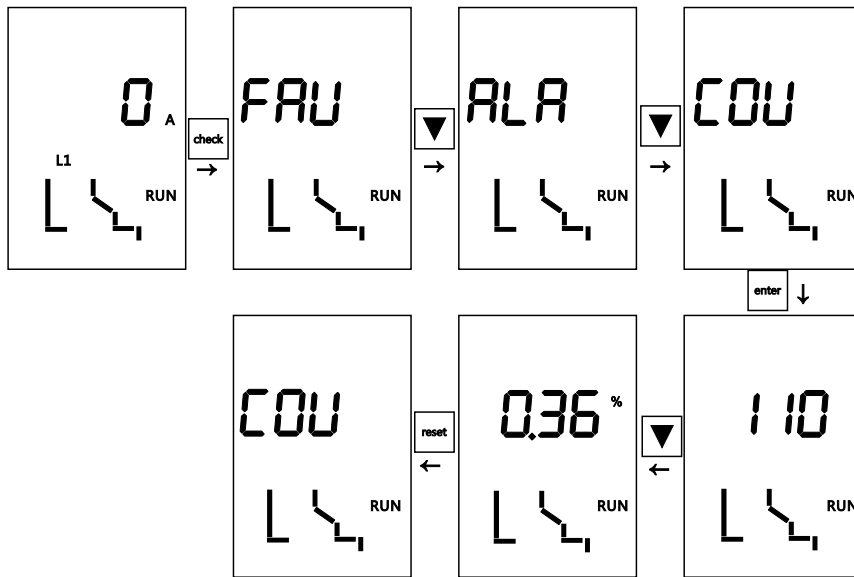 0 A
L1
RUN
check
→
FAU
RUN
▼
→
ALA
RUN
▼
→
COU
RUN
enter ↓
110
RUN
▼
←
0.36 %
RUN
reset
←
COU
RUN